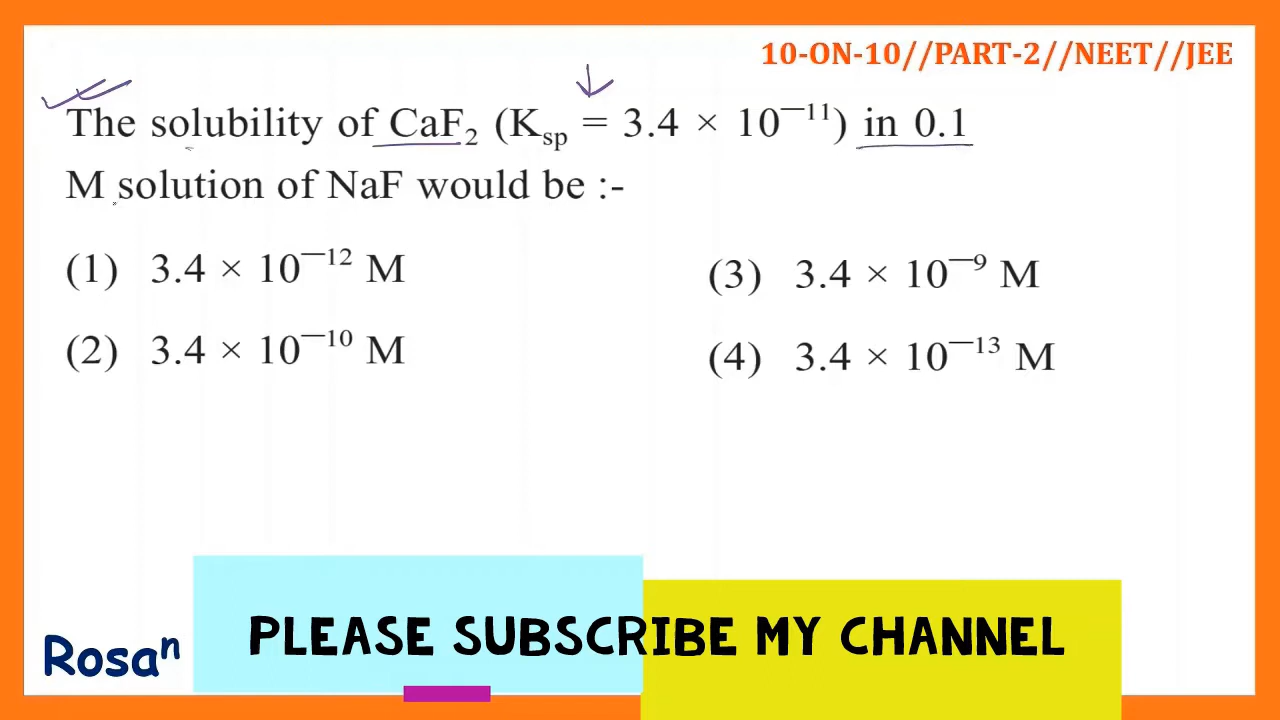 10-ON-10//PART-2//NEET//JEE
The solubility of CaF₂ (Kₛₚ = 3.4 × 10⁻¹¹) in 0.1
M solution of NaF would be :-
(1) 3.4 × 10⁻¹² M (3) 3.4 × 10⁻⁹ M
(2) 3.4 × 10⁻¹⁰ M (4) 3.4 × 10⁻¹³ M
PLEASE SUBSCRIBE MY CHANNEL
Rosaⁿ